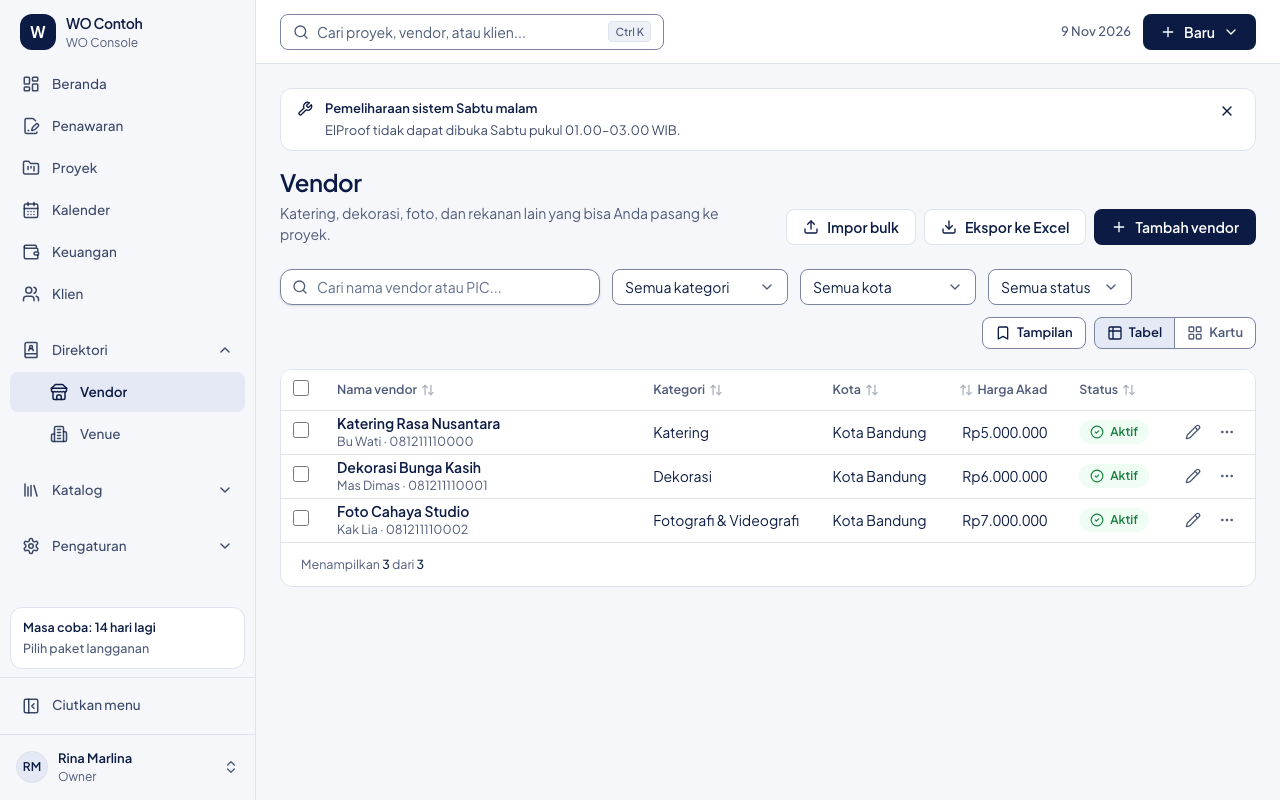 W
WO Contoh
WO Console
Beranda
Penawaran
Proyek
Kalender
Keuangan
Klien
Direktori
Vendor
Venue
Katalog
Pengaturan
Masa coba: 14 hari lagi
Pilih paket langganan
Ciutkan menu
RM
Rina Marlina
Owner
Cari proyek, vendor, atau klien... Ctrl K
9 Nov 2026
Baru
Pemeliharaan sistem Sabtu malam
ElProof tidak dapat dibuka Sabtu pukul 01.00–03.00 WIB.
Vendor
Katering, dekorasi, foto, dan rekanan lain yang bisa Anda pasang ke
proyek.
Impor bulk
Ekspor ke Excel
Tambah vendor
Cari nama vendor atau PIC...
Semua kategori
Semua kota
Semua status
Tampilan
Tabel
Kartu
Nama vendor Kategori Kota Harga Akad Status
Katering Rasa Nusantara
Bu Wati · 081211110000
Katering Kota Bandung Rp5.000.000 Aktif
Dekorasi Bunga Kasih
Mas Dimas · 081211110001
Dekorasi Kota Bandung Rp6.000.000 Aktif
Foto Cahaya Studio
Kak Lia · 081211110002
Fotografi & Videografi Kota Bandung Rp7.000.000 Aktif
Menampilkan 3 dari 3